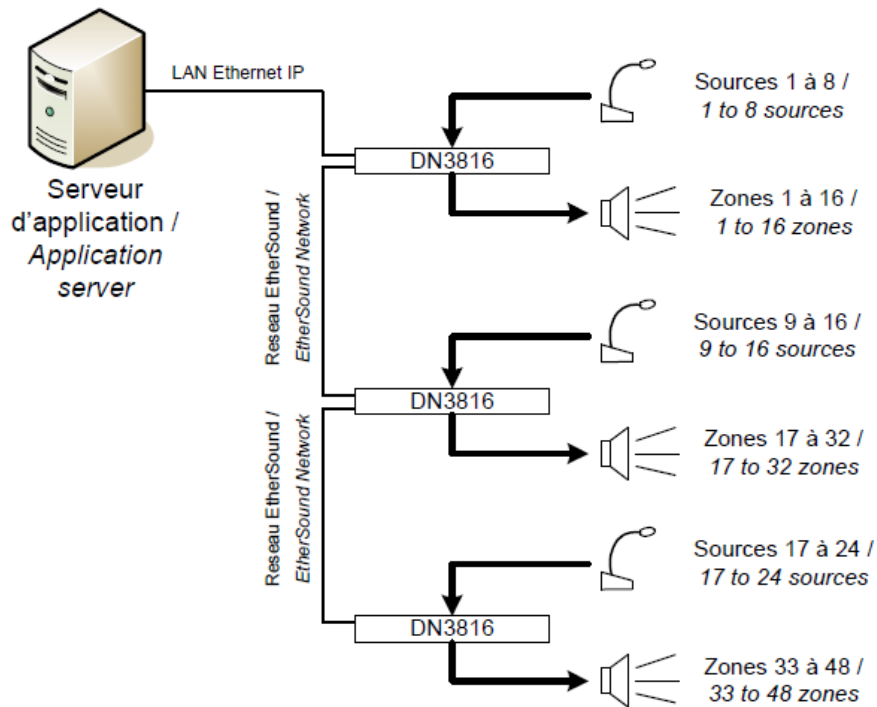 LAN Ethernet IP
Serveur
d'application /
Application
server
Sources 1 à 8 /
1 to 8 sources
DN3816
Zones 1 à 16 /
1 to 16 zones
Reseau EtherSound /
EtherSound Network
Sources 9 à 16 /
9 to 16 sources
DN3816
Zones 17 à 32 /
17 to 32 zones
Reseau EtherSound /
EtherSound Network
Sources 17 à 24 /
17 to 24 sources
DN3816
Zones 33 à 48 /
33 to 48 zones